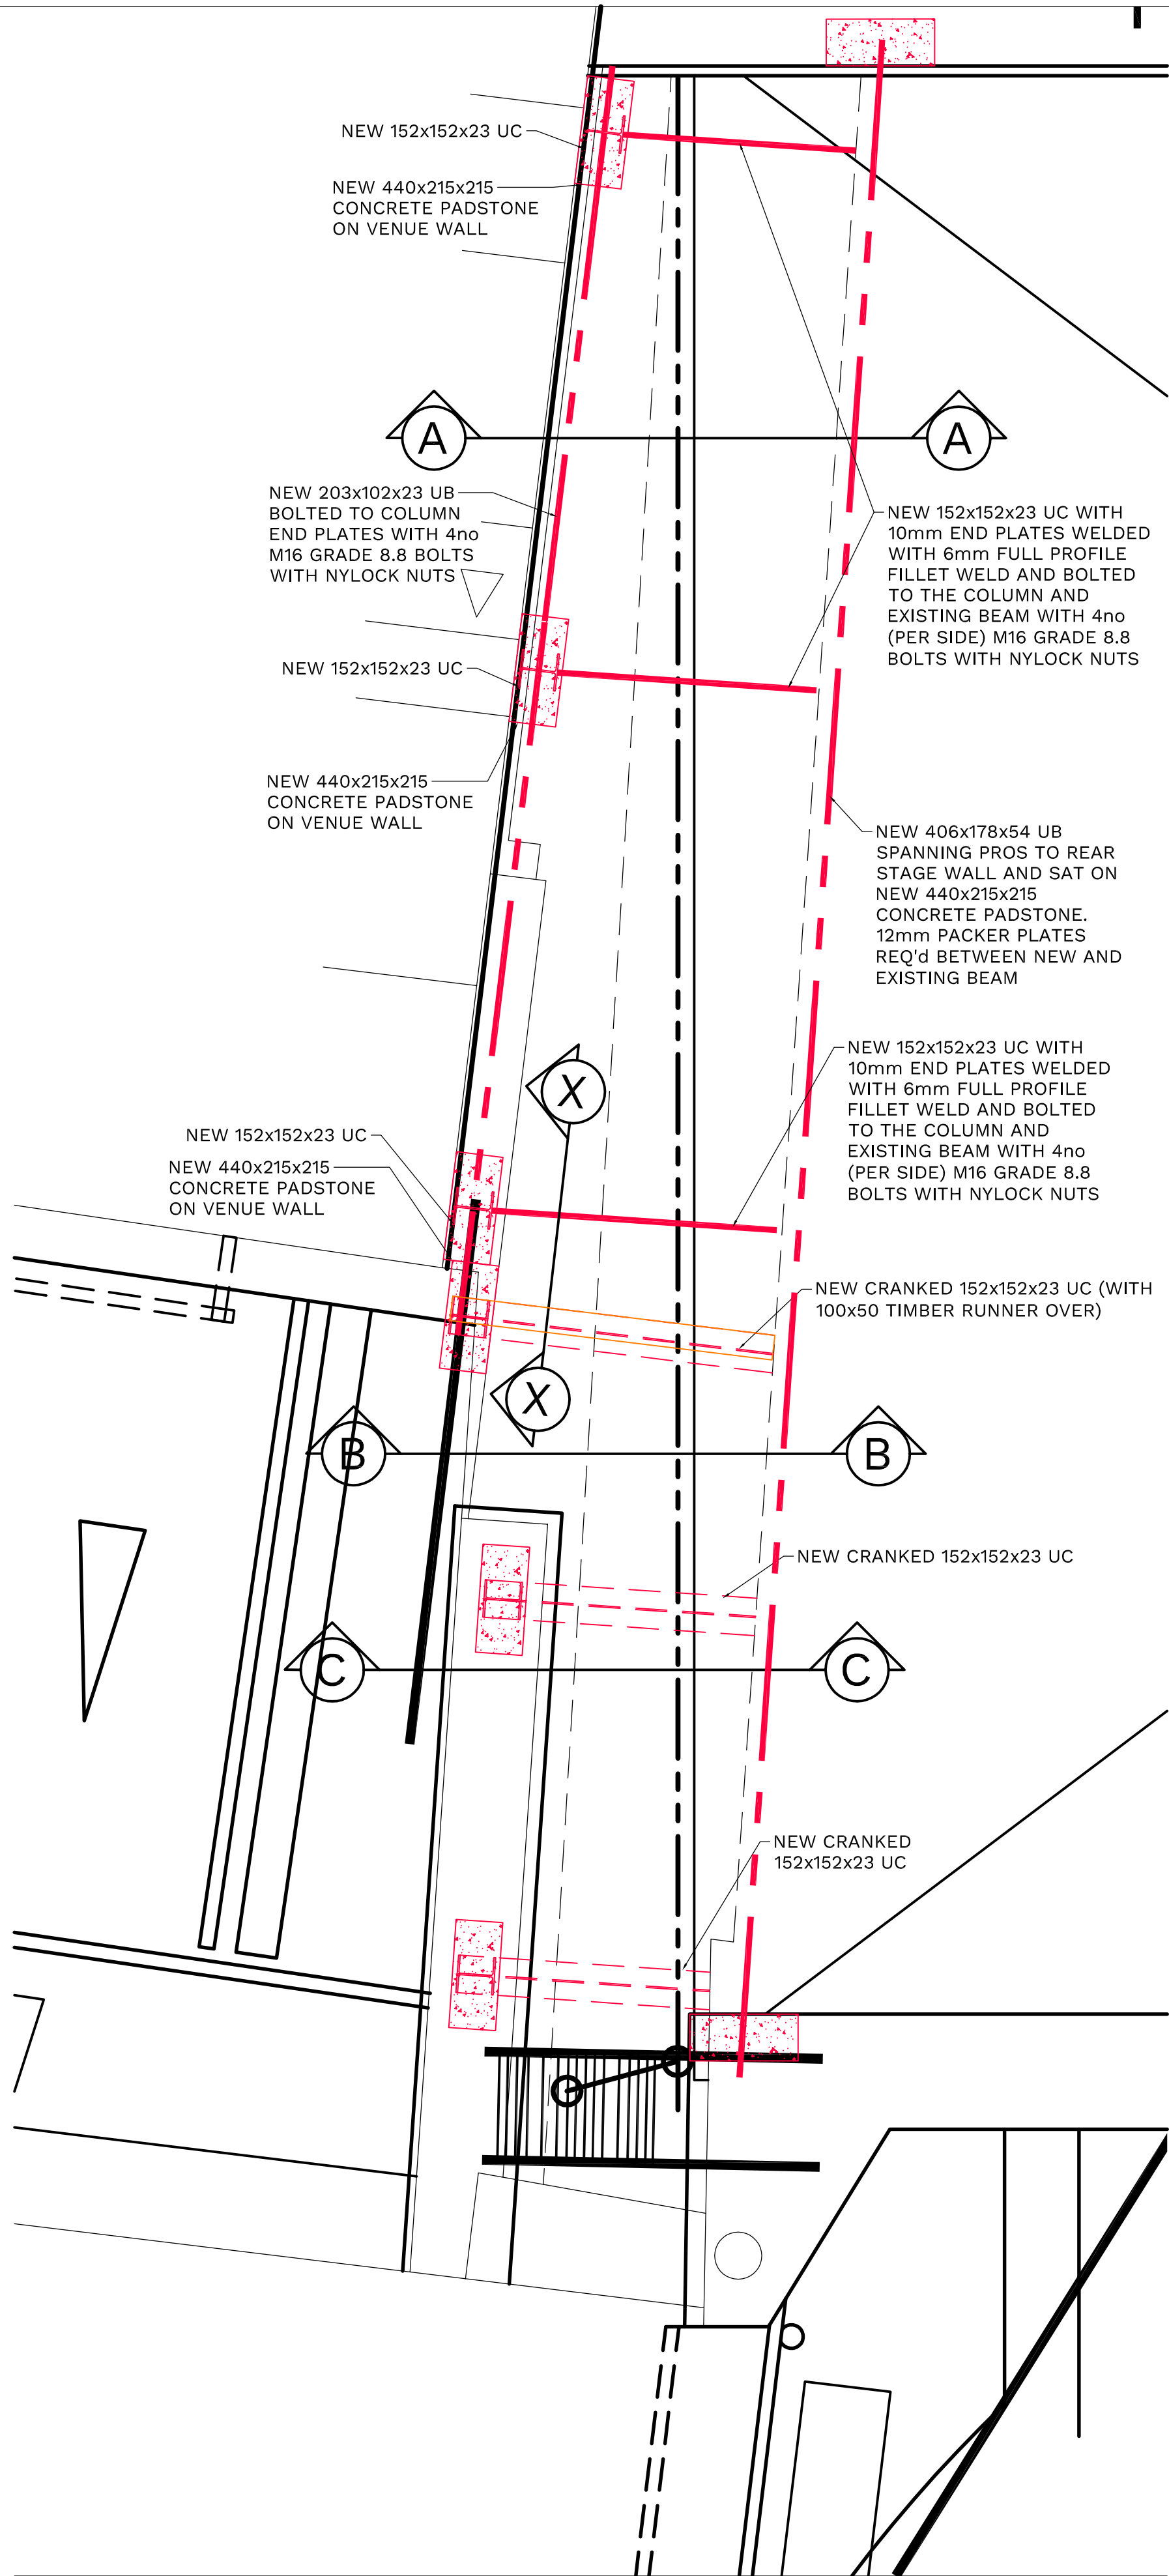 NEW 152x152x23 UC
NEW 440x215x215
CONCRETE PADSTONE
ON VENUE WALL
A
A
NEW 203x102x23 UB
BOLTED TO COLUMN
END PLATES WITH 4no
M16 GRADE 8.8 BOLTS
WITH NYLOCK NUTS
NEW 152x152x23 UC WITH
10mm END PLATES WELDED
WITH 6mm FULL PROFILE
FILLET WELD AND BOLTED
TO THE COLUMN AND
EXISTING BEAM WITH 4no
(PER SIDE) M16 GRADE 8.8
BOLTS WITH NYLOCK NUTS
NEW 152x152x23 UC
NEW 440x215x215
CONCRETE PADSTONE
ON VENUE WALL
NEW 406x178x54 UB
SPANNING PROS TO REAR
STAGE WALL AND SAT ON
NEW 440x215x215
CONCRETE PADSTONE.
12mm PACKER PLATES
REQ'd BETWEEN NEW AND
EXISTING BEAM
X
NEW 152x152x23 UC WITH
10mm END PLATES WELDED
WITH 6mm FULL PROFILE
FILLET WELD AND BOLTED
TO THE COLUMN AND
EXISTING BEAM WITH 4no
(PER SIDE) M16 GRADE 8.8
BOLTS WITH NYLOCK NUTS
NEW 152x152x23 UC
NEW 440x215x215
CONCRETE PADSTONE
ON VENUE WALL
NEW CRANKED 152x152x23 UC (WITH
100x50 TIMBER RUNNER OVER)
X
B
B
NEW CRANKED 152x152x23 UC
C
C
NEW CRANKED
152x152x23 UC